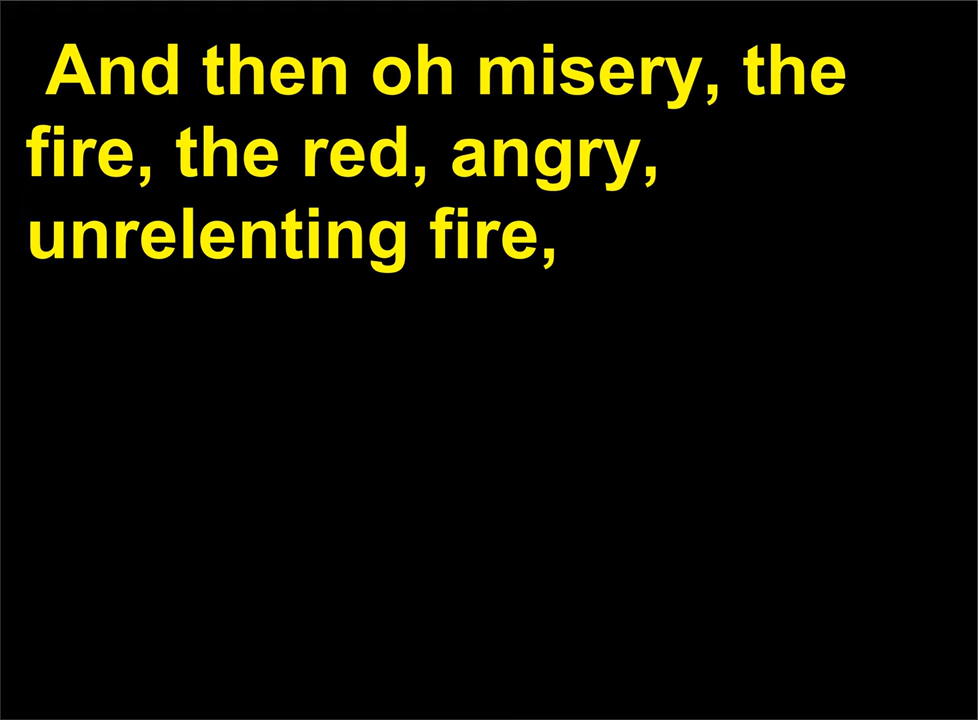 And then oh misery, the
fire, the red, angry,
unrelenting fire,